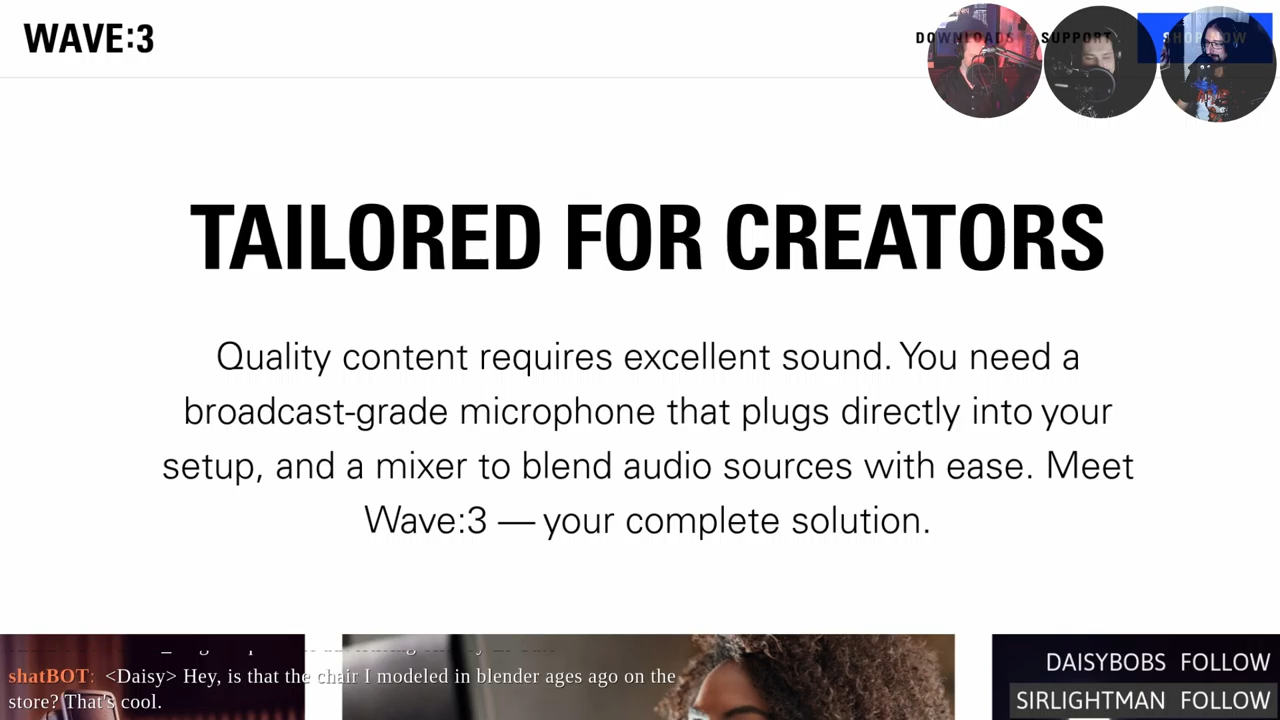 WAVE:3
DOWNLOADS SUPPORT SHOP NOW
TAILORED FOR CREATORS
Quality content requires excellent sound. You need a
broadcast-grade microphone that plugs directly into your
setup, and a mixer to blend audio sources with ease. Meet
Wave:3 — your complete solution.
shatBOT: <Daisy> Hey, is that the chair I modeled in blender ages ago on the
store? That's cool.
DAISYBOBS FOLLOW
SIRLIGHTMAN FOLLOW